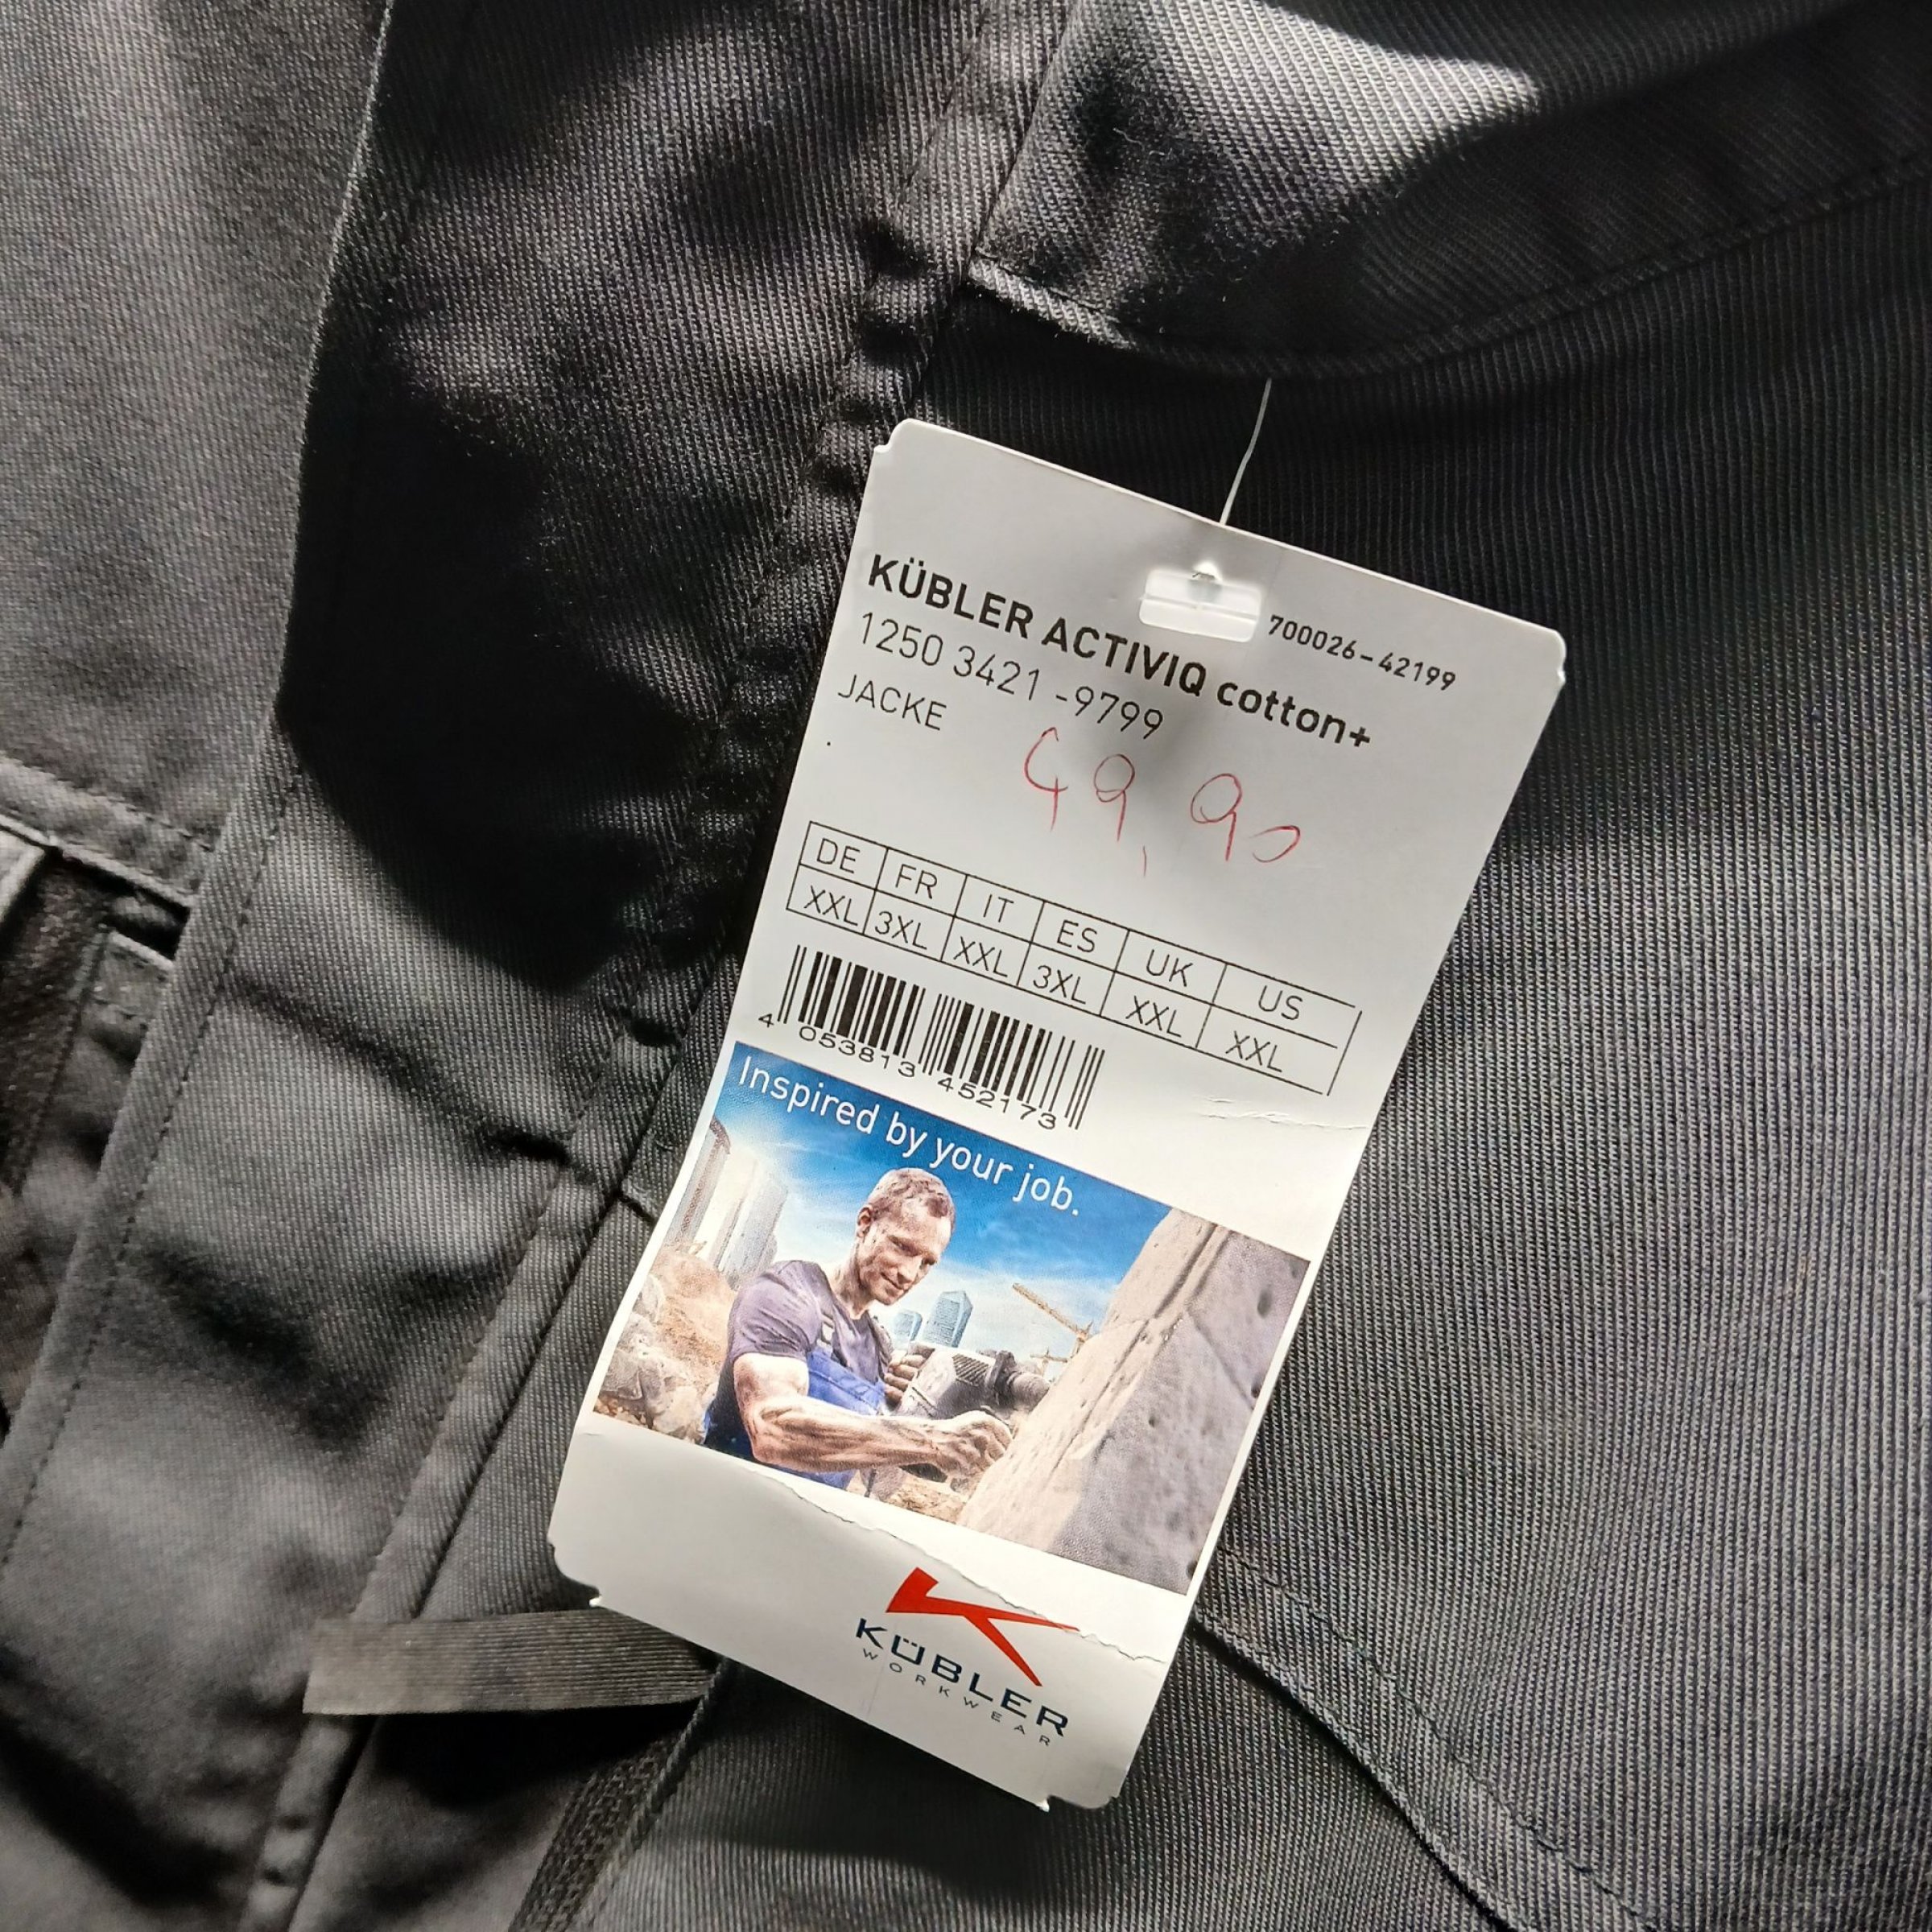 700026-42199
KÜBLER ACTIVIQ cotton+
1250 3421 -9799
JACKE
49,90
DE FR IT ES UK US
XXL 3XL XXL 3XL XXL XXL
4 053813 452173
Inspired by your job.
KÜBLER
WORKWEAR